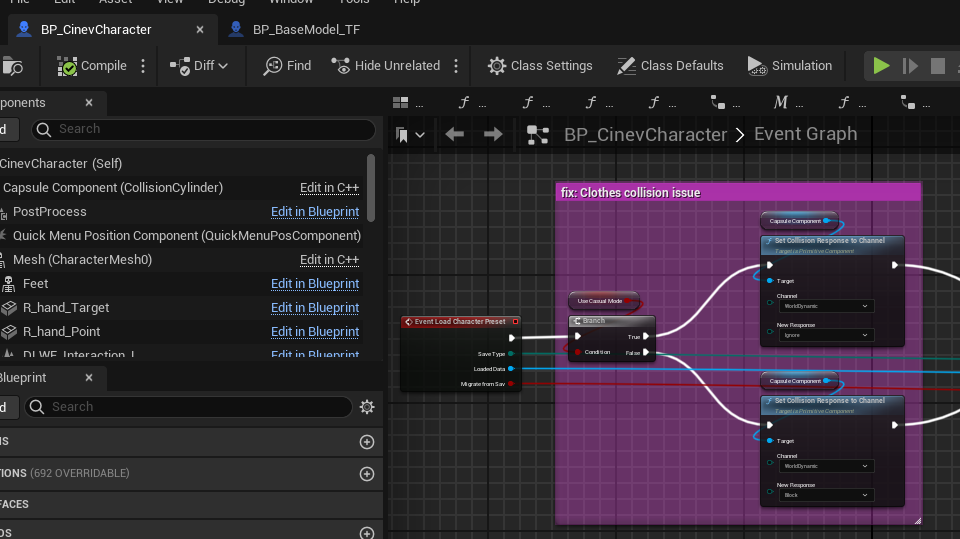 File Edit Asset View Debug Window Tools Help
BP_CinevCharacter
BP_BaseModel_TF
Compile
Diff
Find
Hide Unrelated
Class Settings
Class Defaults
Simulation
ponents
d
Search
CinevCharacter (Self)
Capsule Component (CollisionCylinder) Edit in C++
PostProcess Edit in Blueprint
Quick Menu Position Component (QuickMenuPosComponent)
Mesh (CharacterMesh0) Edit in C++
Feet Edit in Blueprint
R_hand_Target Edit in Blueprint
R_hand_Point Edit in Blueprint
Edit in Blueprint
Blueprint
d
Search
NS
TIONS (692 OVERRIDABLE)
FACES
OS
BP_CinevCharacter > Event Graph
fix: Clothes collision issue
Event Load Character Preset
Save Type
Loaded Data
Migrate from Sav
Use Casual Mode
Branch
True
Condition False
Capsule Component
Set Collision Response to Channel
Target is Primitive Component
Target
Channel
WorldDynamic
New Response
Ignore
Capsule Component
Set Collision Response to Channel
Target is Primitive Component
Target
Channel
WorldDynamic
New Response
Block